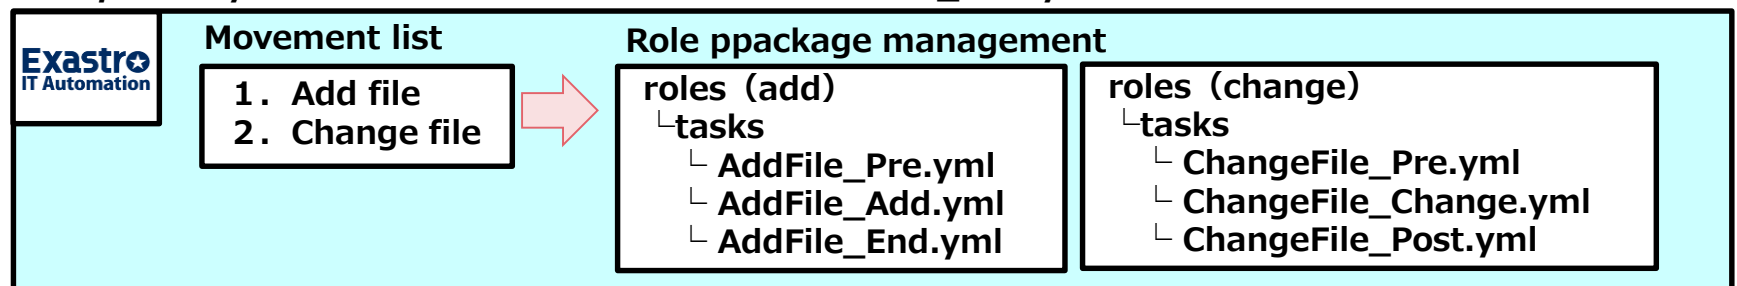 Exastro
IT Automation
Movement list
1. Add file
2. Change file
Role ppackage management
roles（add）
└tasks
└ AddFile_Pre.yml
└ AddFile_Add.yml
└ AddFile_End.yml
roles（change）
└tasks
└ ChangeFile_Pre.yml
└ ChangeFile_Change.yml
└ ChangeFile_Post.yml